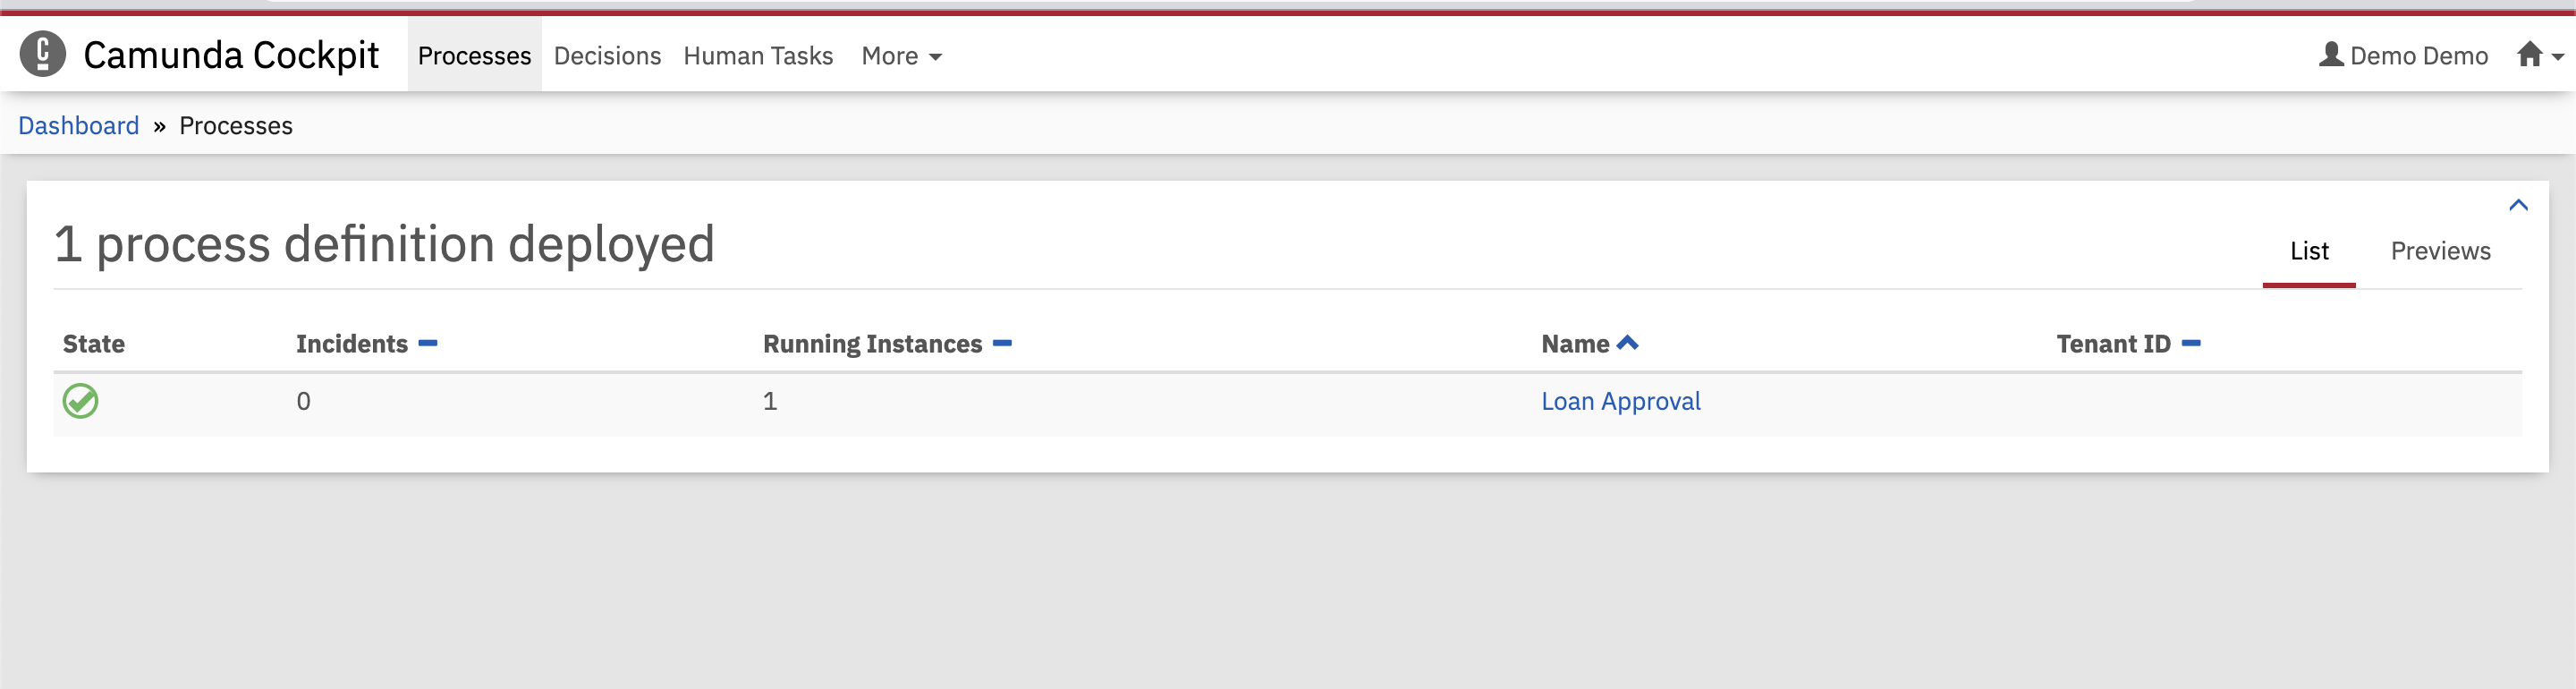 Camunda Cockpit Processes Decisions Human Tasks More Demo Demo
Dashboard » Processes
1 process definition deployed
List Previews
State Incidents Running Instances Name Tenant ID
0 1 Loan Approval